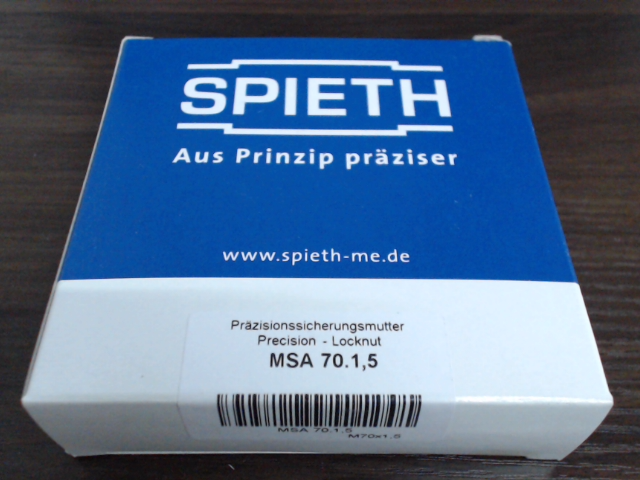 SPIETH
Aus Prinzip präziser
www.spieth-me.de
Präzisionssicherungsmutter
Precision - Locknut
MSA 70.1,5
MSA 70.1,5
M70x1,5